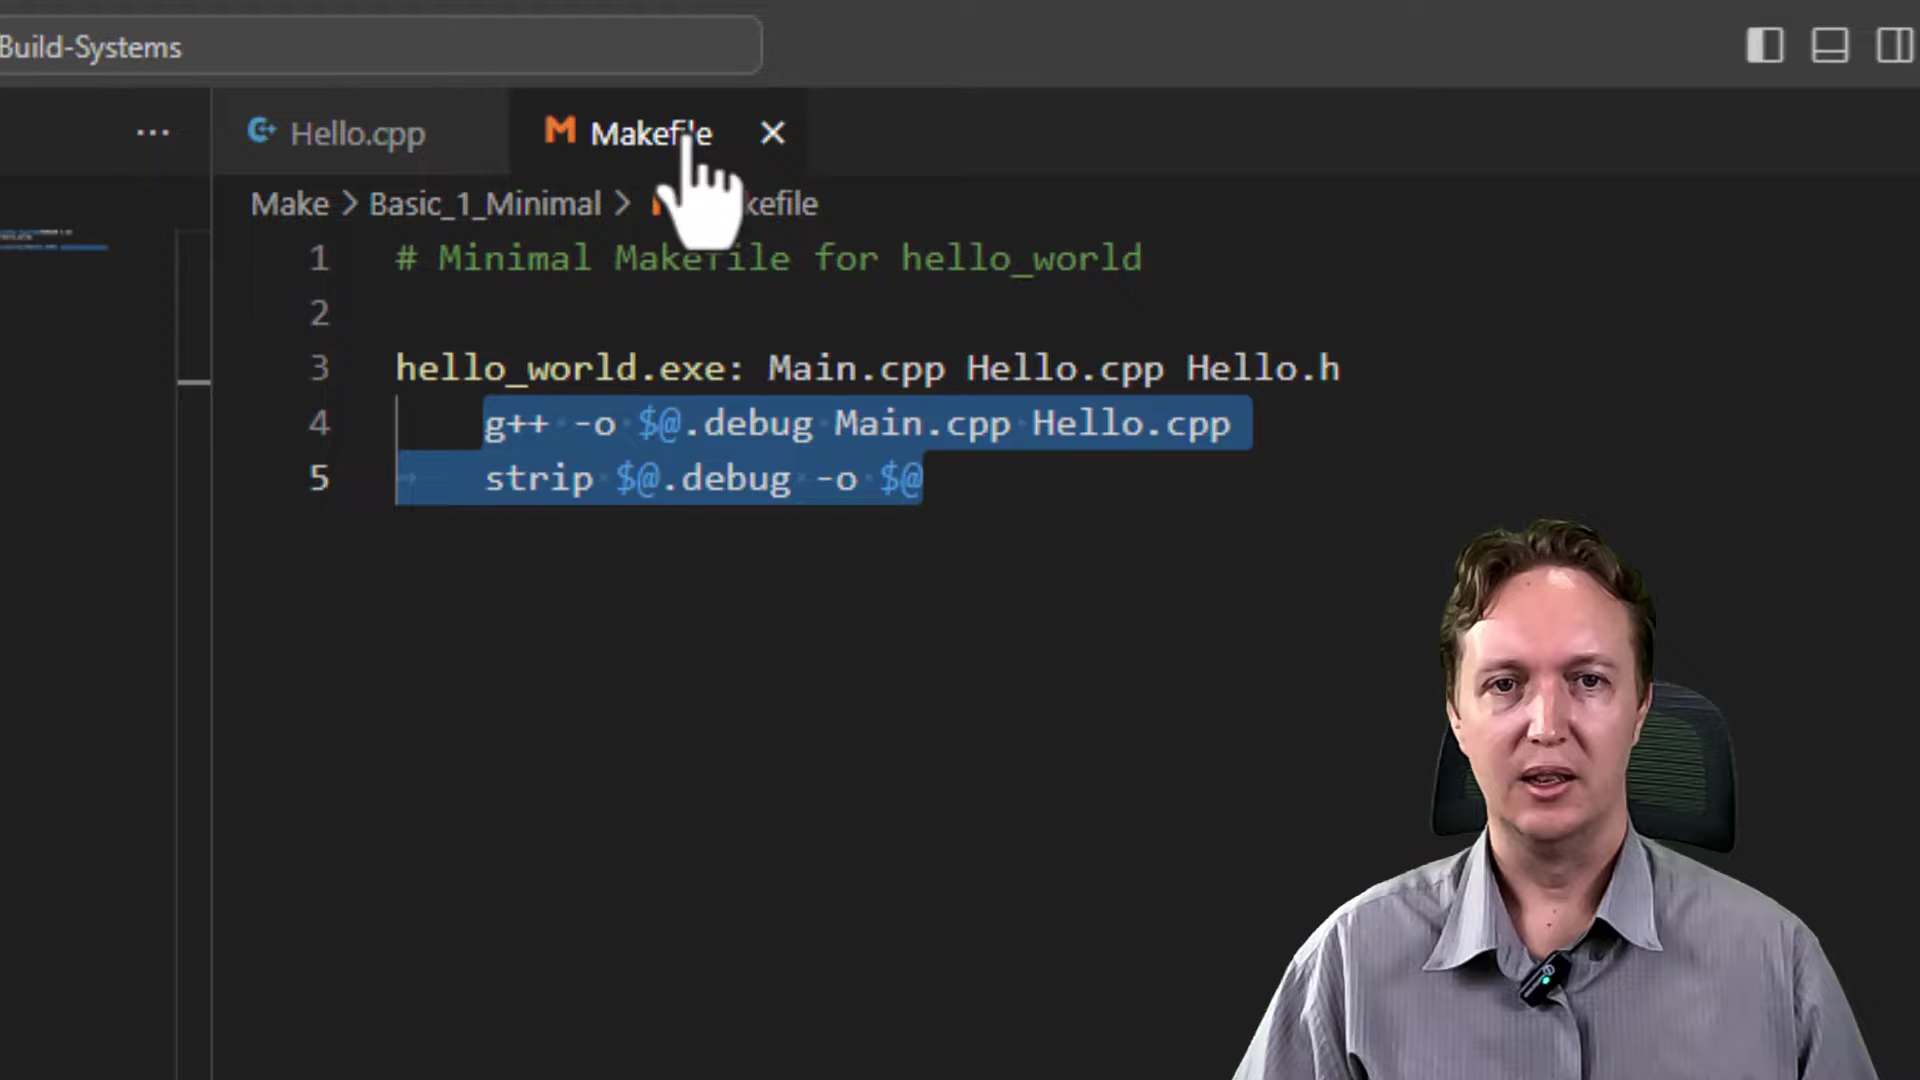 Build-Systems
Hello.cpp
Makefile
Make > Basic_1_Minimal > kefile
1 # Minimal Makefile for hello_world
2
3 hello_world.exe: Main.cpp Hello.cpp Hello.h
4 g++ -o $@.debug Main.cpp Hello.cpp
5 strip $@.debug -o $@